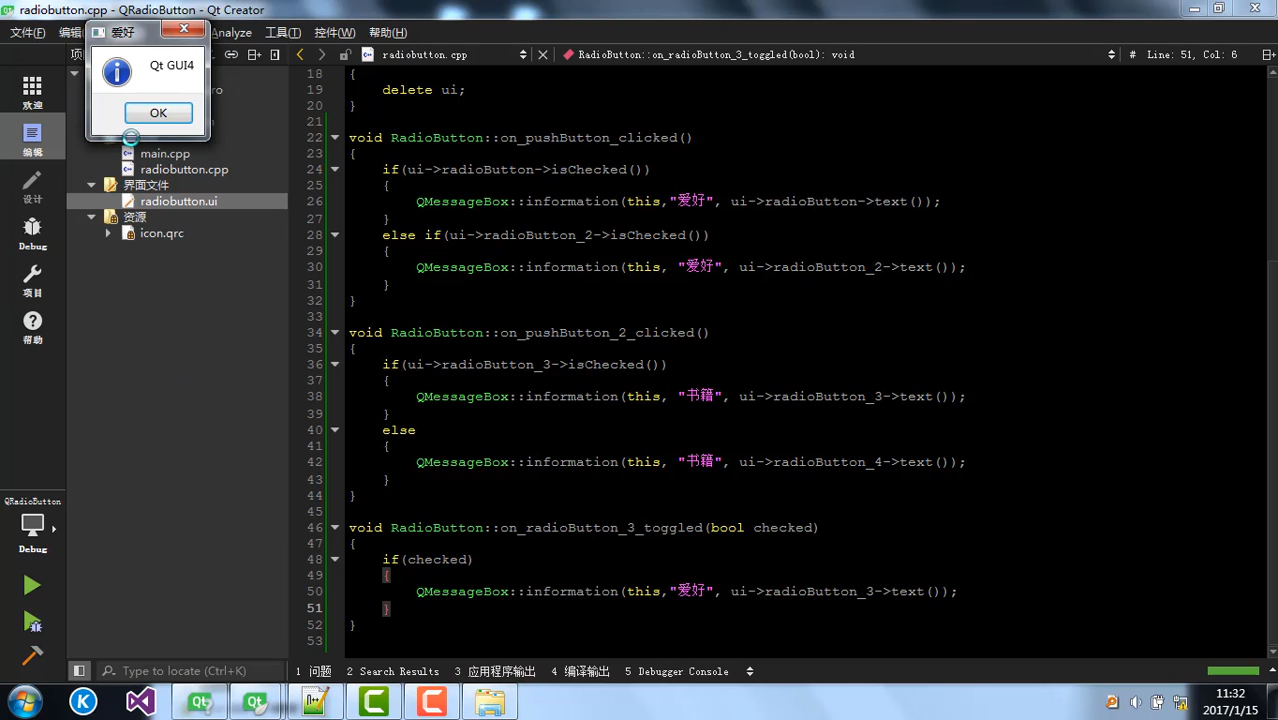 radiobutton.cpp - QRadioButton - Qt Creator
文件(F) 编辑 Analyze 工具(T) 控件(W) 帮助(H)
爱好
Qt GUI4
OK
radiobutton.cpp
RadioButton::on_radioButton_3_toggled(bool): void
Line: 51, Col: 6
欢迎
编辑
设计
Debug
项目
帮助
QRadioButton
Debug
main.cpp
radiobutton.cpp
界面文件
radiobutton.ui
资源
icon.qrc
18 {
19 delete ui;
20 }
21
22 void RadioButton::on_pushButton_clicked()
23 {
24 if(ui->radioButton->isChecked())
25 {
26 QMessageBox::information(this,"爱好", ui->radioButton->text());
27 }
28 else if(ui->radioButton_2->isChecked())
29 {
30 QMessageBox::information(this, "爱好", ui->radioButton_2->text());
31 }
32 }
33
34 void RadioButton::on_pushButton_2_clicked()
35 {
36 if(ui->radioButton_3->isChecked())
37 {
38 QMessageBox::information(this, "书籍", ui->radioButton_3->text());
39 }
40 else
41 {
42 QMessageBox::information(this, "书籍", ui->radioButton_4->text());
43 }
44 }
45
46 void RadioButton::on_radioButton_3_toggled(bool checked)
47 {
48 if(checked)
49 {
50 QMessageBox::information(this,"爱好", ui->radioButton_3->text());
51 }
52 }
53
Type to locate (Ctrl+K)
1 问题 2 Search Results 3 应用程序输出 4 编译输出 5 Debugger Console
11:32
2017/1/15